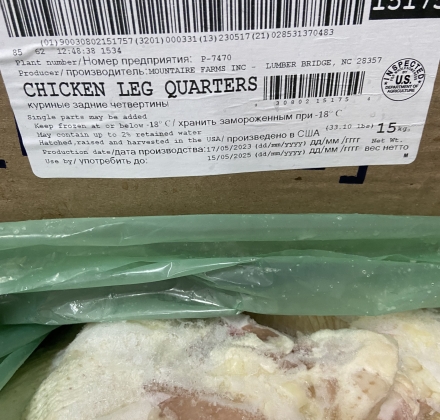 15175
(01)90030802151757(3201)000331(13)230517(21)028531370483
85 62 12:48:38 1534
Plant number/Номер предприятия: P-7470
Producer/производитель:MOUNTAIRE FARMS INC - LUMBER BRIDGE, NC 28357
CHICKEN LEG QUARTERS
куриные задние четвертины
30802 15175
INSPECTED
U.S.
DEPARTMENT OF
AGRICULTURE
Single parts may be added
Keep frozen at or below -18°C/ хранить замороженным при -18°C
May contain up to 2% retained water (33.10 lbs) 15 kg.
Hatched,raised and harvested in the USA/ произведено в США Net Wt.
Production date/дата производства:17/05/2023 (dd/mm/yyyy) дд/мм /гггг вес нетто
Use by/ употребить до: 15/05/2025 (dd/mm/yyyy) дд/мм /гггг